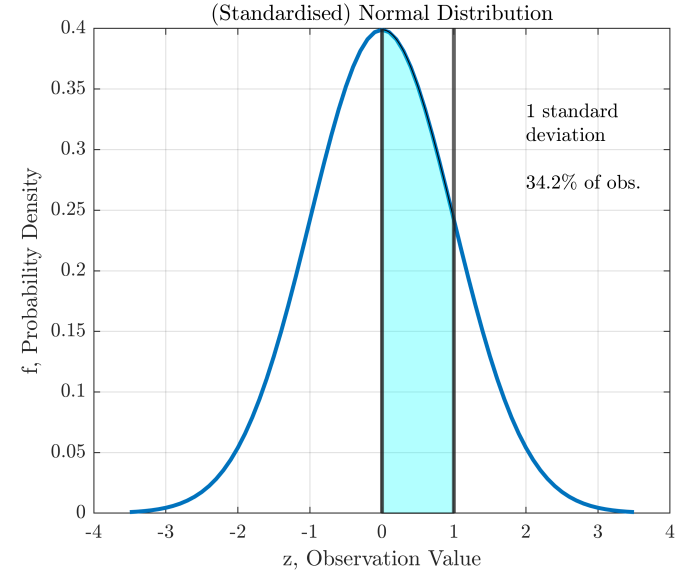 (Standardised) Normal Distribution
0.4
0.35
0.3
0.25
0.2
0.15
0.1
0.05
0
f, Probability Density
1 standard
deviation
34.2% of obs.
-4 -3 -2 -1 0 1 2 3 4
z, Observation Value